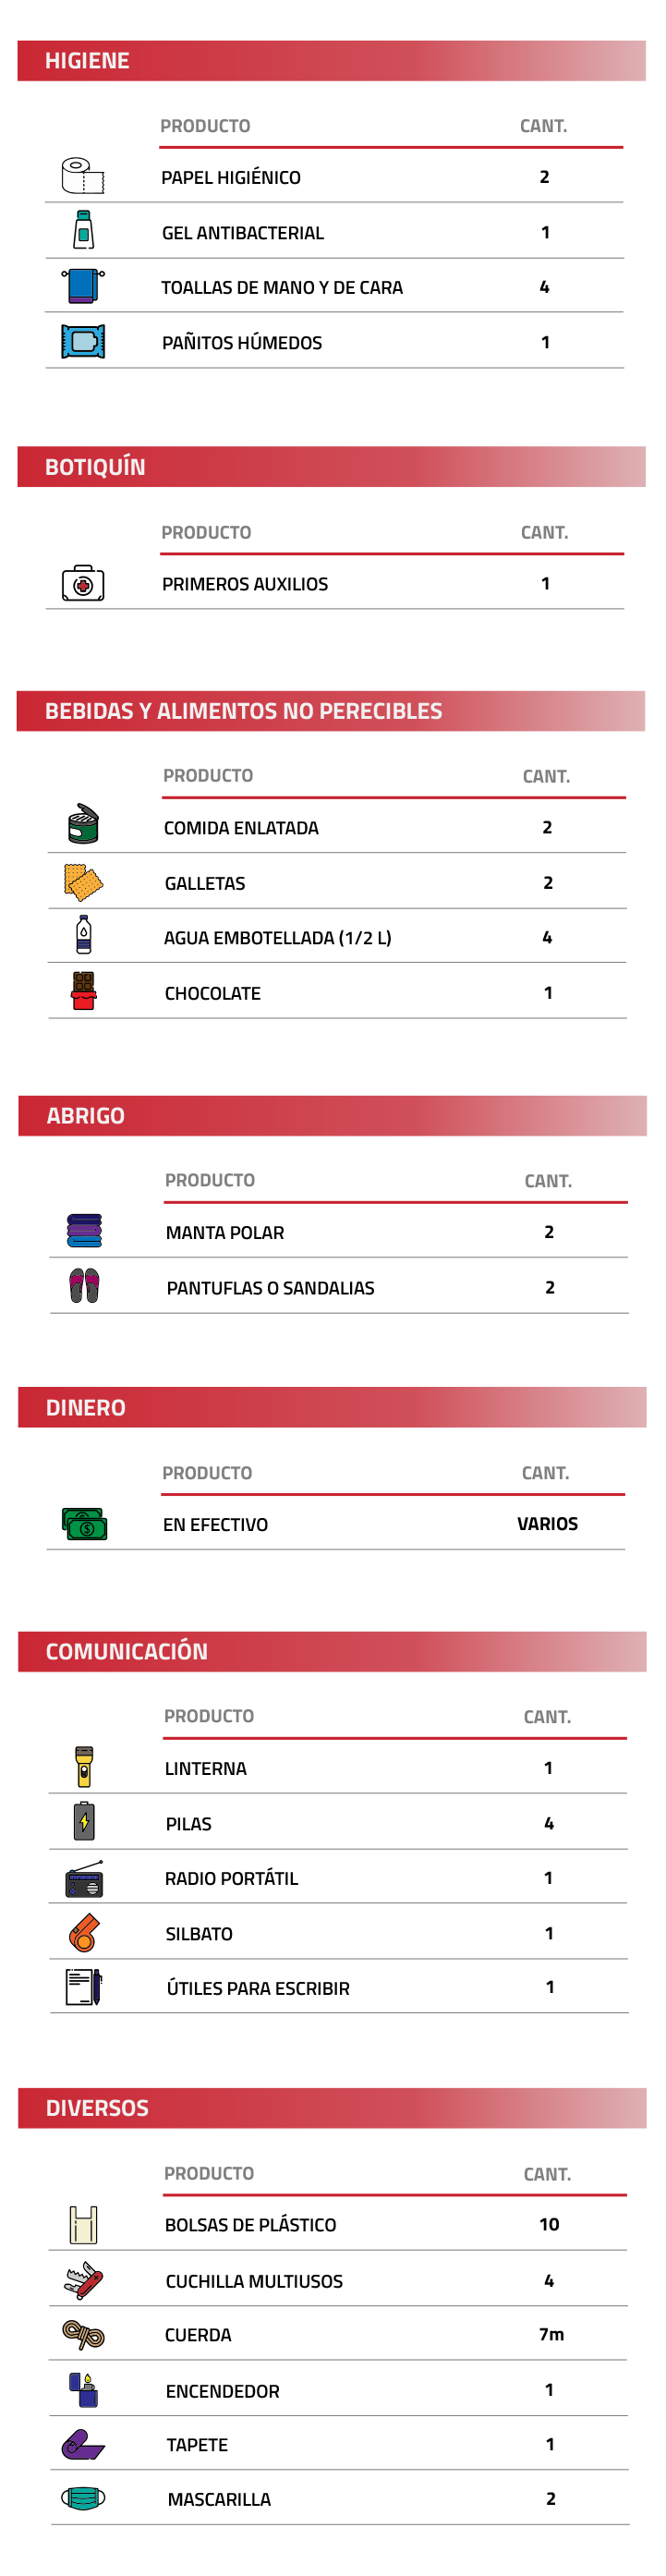 HIGIENE
PRODUCTO CANT.
PAPEL HIGIÉNICO 2
GEL ANTIBACTERIAL 1
TOALLAS DE MANO Y DE CARA 4
PAÑITOS HÚMEDOS 1
BOTIQUÍN
PRODUCTO CANT.
PRIMEROS AUXILIOS 1
BEBIDAS Y ALIMENTOS NO PERECIBLES
PRODUCTO CANT.
COMIDA ENLATADA 2
GALLETAS 2
AGUA EMBOTELLADA (1/2 L) 4
CHOCOLATE 1
ABRIGO
PRODUCTO CANT.
MANTA POLAR 2
PANTUFLAS O SANDALIAS 2
DINERO
PRODUCTO CANT.
$ EN EFECTIVO VARIOS
COMUNICACIÓN
PRODUCTO CANT.
LINTERNA 1
PILAS 4
RADIO PORTÁTIL 1
SILBATO 1
ÚTILES PARA ESCRIBIR 1
DIVERSOS
PRODUCTO CANT.
BOLSAS DE PLÁSTICO 10
CUCHILLA MULTIUSOS 4
CUERDA 7m
ENCENDEDOR 1
TAPETE 1
MASCARILLA 2